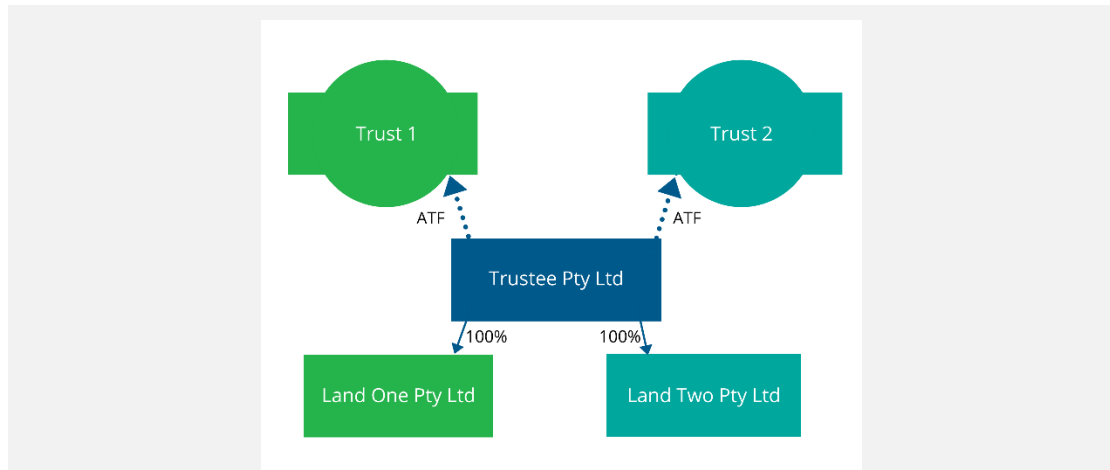 Trust 1
Trust 2
ATF
ATF
Trustee Pty Ltd
100%
100%
Land One Pty Ltd
Land Two Pty Ltd